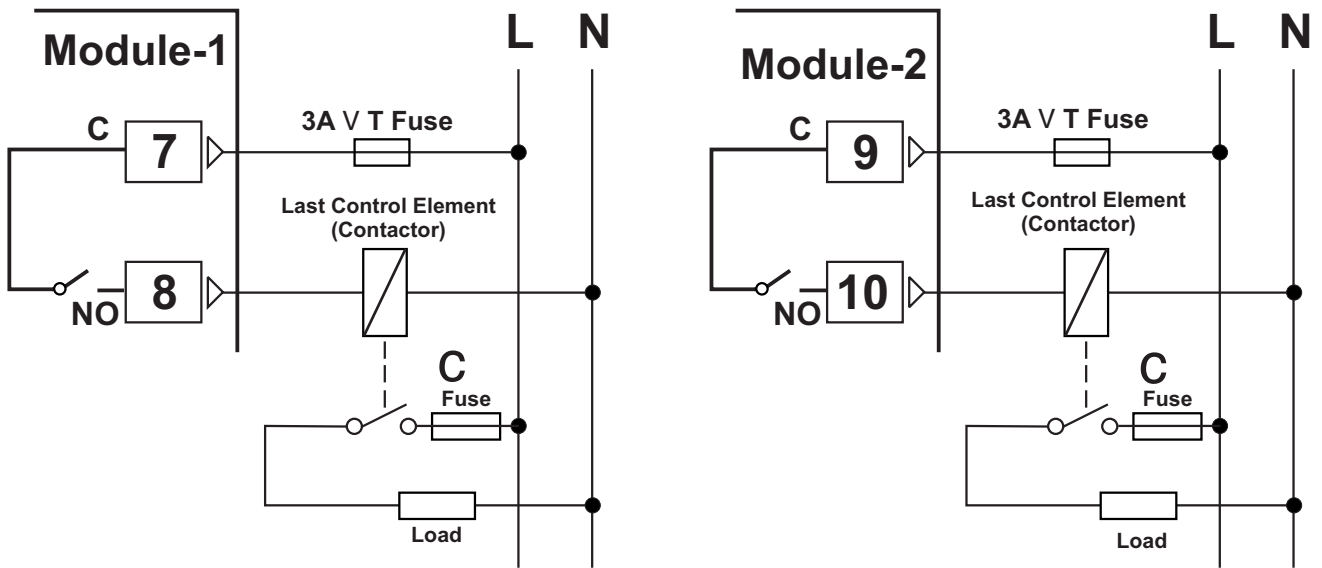 Module-1
L N
C
7
3A V T Fuse
Last Control Element
(Contactor)
8
NO
C
Fuse
Load
Module-2
L N
C
9
3A V T Fuse
Last Control Element
(Contactor)
10
NO
C
Fuse
Load